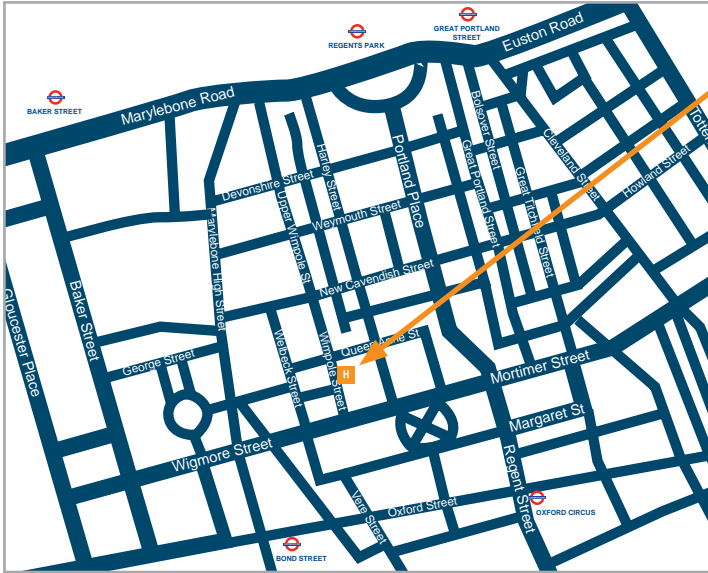 GREAT PORTLAND
STREET
REGENTS PARK
Euston Road
BAKER STREET
Marylebone Road
Bolsover Street
Totte
Cleveland Street
Harley Street
Portland Place
Great Portland Street
Howland Street
Devonshire Street
Great Titchfield Street
Upper Wimpole St
Weymouth Street
Marylebone High Street
New Cavendish Street
Gloucester Place
Baker Street
Queen Anne St
Welbeck Street
Wimpole Street
George Street
H
Mortimer Street
Margaret St
Wigmore Street
Regent Street
Vere Street
Oxford Street
OXFORD CIRCUS
BOND STREET